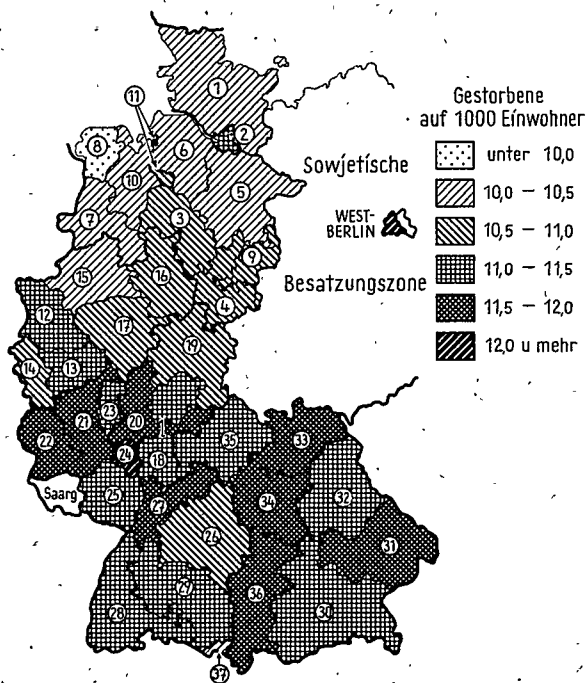 Gestorbene
auf 1000 Einwohner
unter 10,0
10,0 – 10,5
10,5 – 11,0
11,0 – 11,5
11,5 – 12,0
12,0 u mehr
Sowjetische
WEST-
BERLIN
Besatzungszone
Saarg
1
11
2
8
6
10
5
7
3
9
15
16
4
12
17
14
13
19
23
21
20
22
1
24
18
35
33
25
32
27
34
26
31
29
36
28
30
37